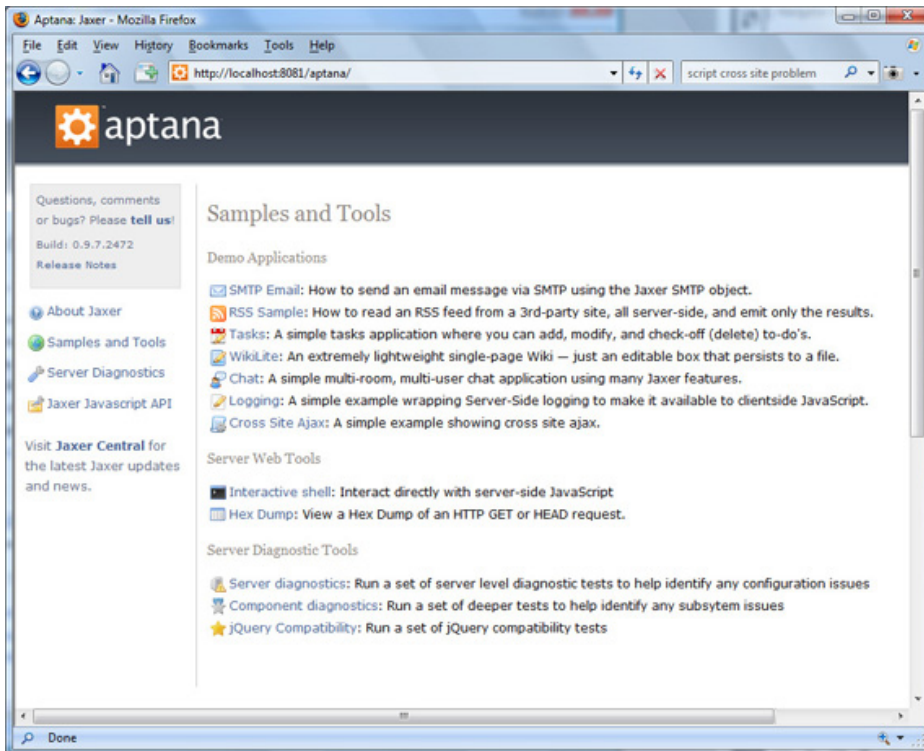 Aptana: Jaxer - Mozilla Firefox
File Edit View History Bookmarks Tools Help
http://localhost:8081/aptana/
script cross site problem
aptana
Questions, comments
or bugs? Please tell us!
Build: 0.9.7.2472
Release Notes
About Jaxer
Samples and Tools
Server Diagnostics
Jaxer Javascript API
Visit Jaxer Central for
the latest Jaxer updates
and news.
Samples and Tools
Demo Applications
SMTP Email: How to send an email message via SMTP using the Jaxer SMTP object.
RSS Sample: How to read an RSS feed from a 3rd-party site, all server-side, and emit only the results.
Tasks: A simple tasks application where you can add, modify, and check-off (delete) to-do's.
WikiLite: An extremely lightweight single-page Wiki — just an editable box that persists to a file.
Chat: A simple multi-room, multi-user chat application using many Jaxer features.
Logging: A simple example wrapping Server-Side logging to make it available to clientside JavaScript.
Cross Site Ajax: A simple example showing cross site ajax.
Server Web Tools
Interactive shell: Interact directly with server-side JavaScript
Hex Dump: View a Hex Dump of an HTTP GET or HEAD request.
Server Diagnostic Tools
Server diagnostics: Run a set of server level diagnostic tests to help identify any configuration issues
Component diagnostics: Run a set of deeper tests to help identify any subsytem issues
jQuery Compatibility: Run a set of jQuery compatibility tests
Done